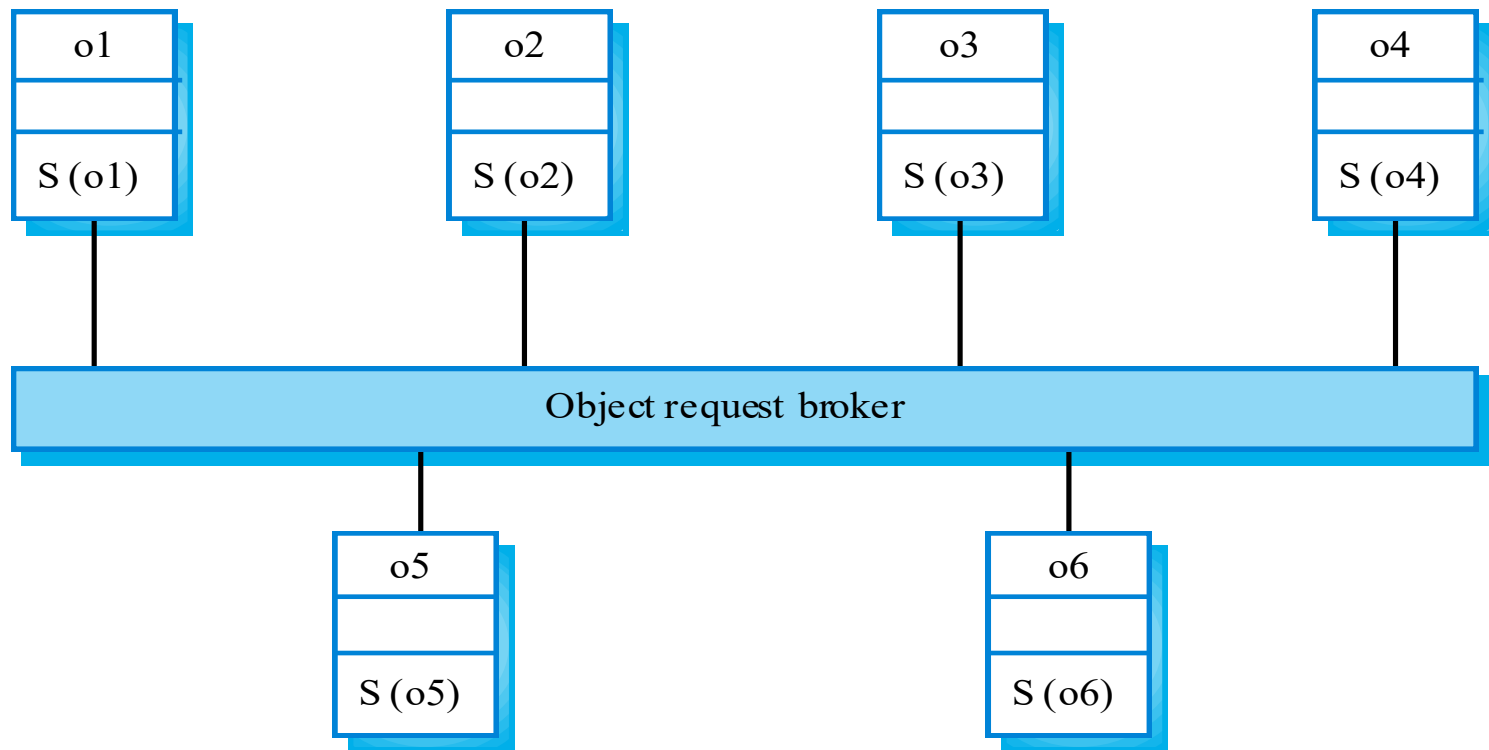 o1
o2
o3
o4
S (o1)
S (o2)
S (o3)
S (o4)
Object request broker
o5
o6
S (o5)
S (o6)